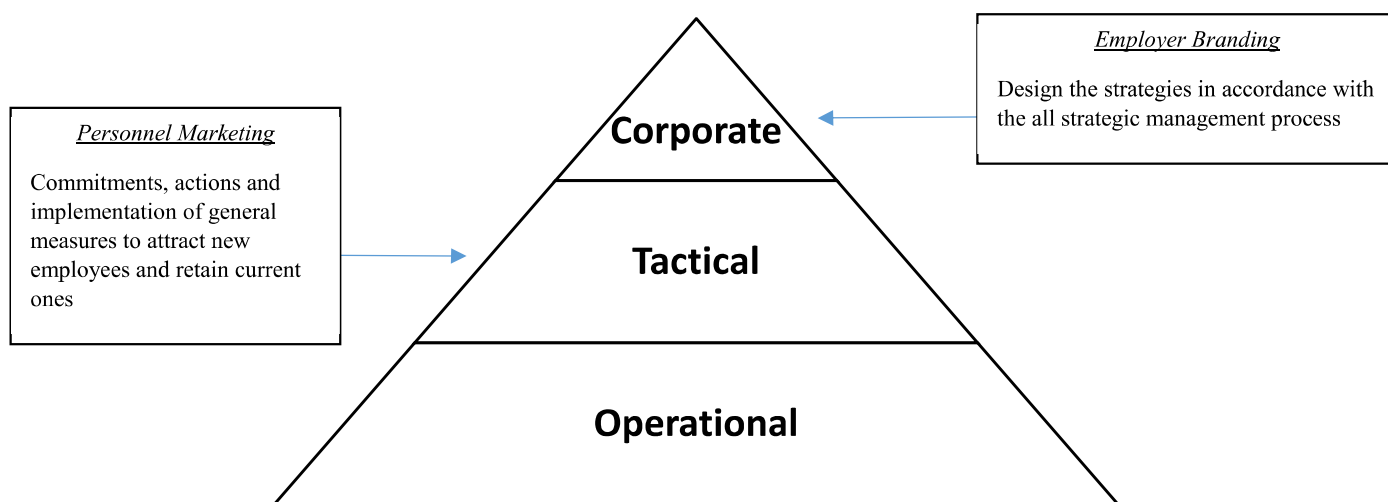 Employer Branding
Design the strategies in accordance with
the all strategic management process
Personnel Marketing
Commitments, actions and
implementation of general
measures to attract new
employees and retain current
ones
Corporate
Tactical
Operational